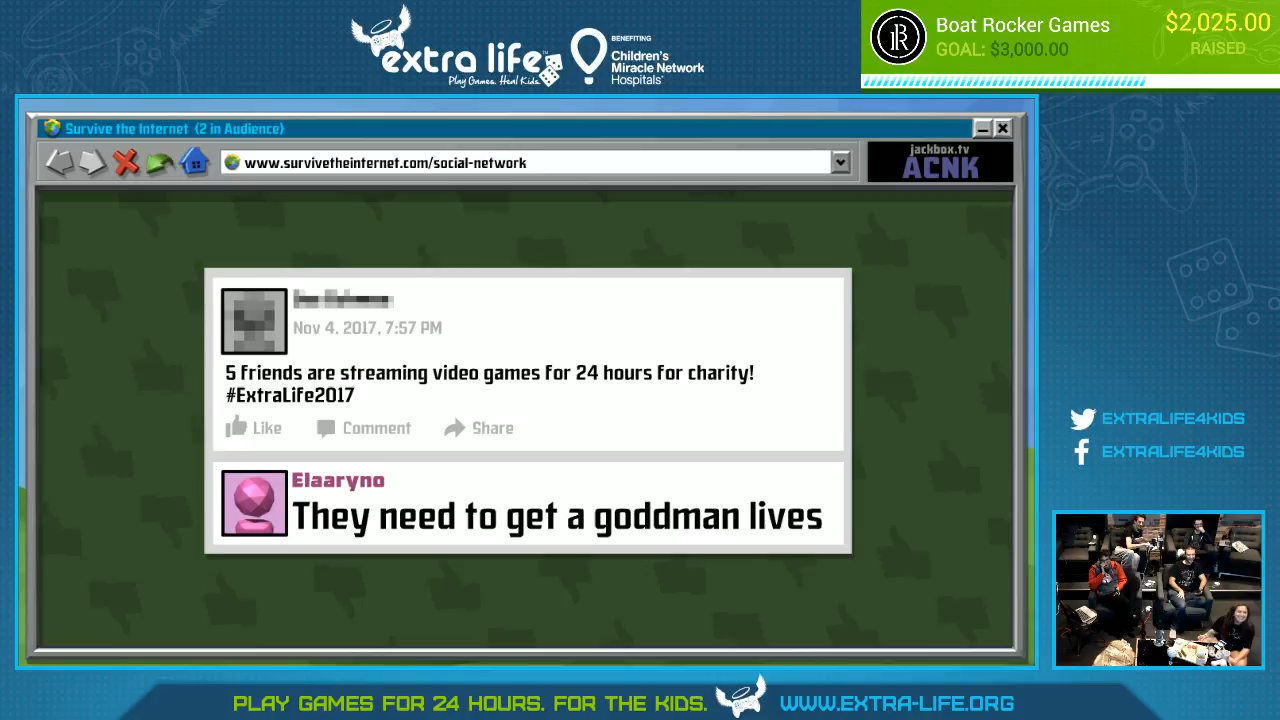 extra life™
Play Games. Heal Kids.
BENEFITING
Children's
Miracle Network
Hospitals®
Boat Rocker Games
GOAL: $3,000.00
$2,025.00
RAISED
Survive the Internet (2 in Audience)
www.survivetheinternet.com/social-network
jackbox.tv
ACNK
Nov 4, 2017, 7:57 PM
5 friends are streaming video games for 24 hours for charity!
#ExtraLife2017
Like Comment Share
Elaaryno
They need to get a goddman lives
EXTRALIFE4KIDS
EXTRALIFE4KIDS
PLAY GAMES FOR 24 HOURS. FOR THE KIDS.
WWW.EXTRA-LIFE.ORG